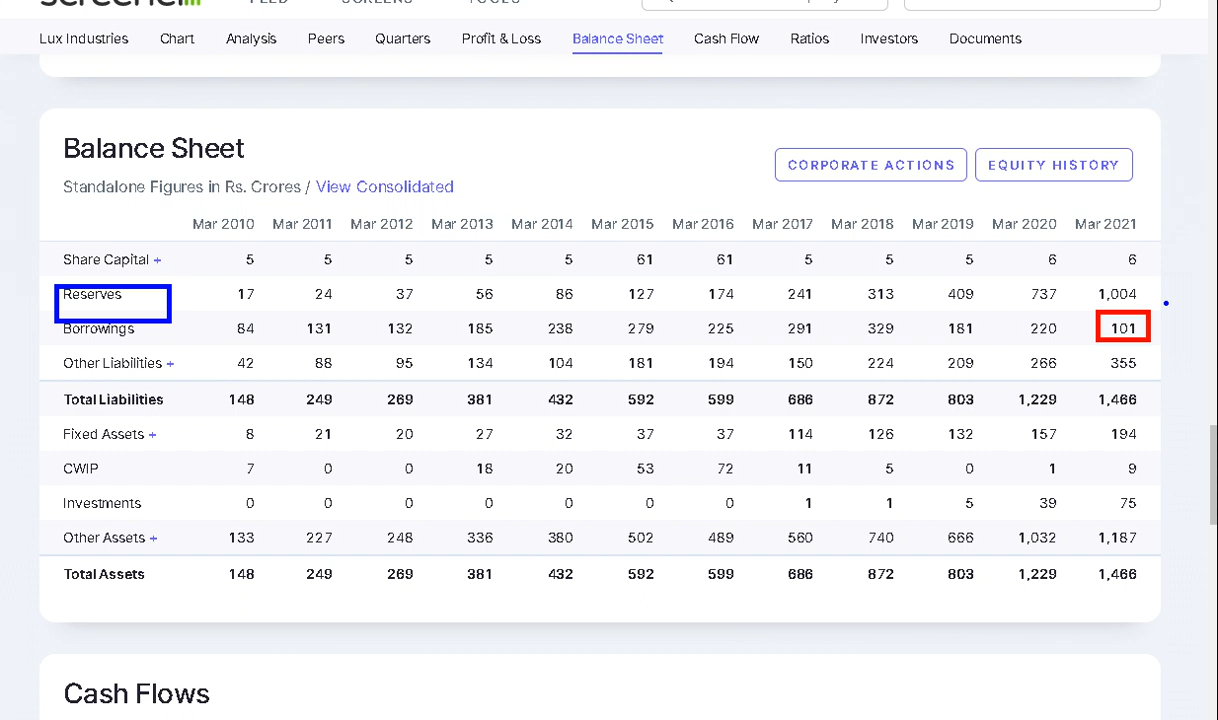 screener
FEED SCREENS TOOLS
Lux Industries Chart Analysis Peers Quarters Profit & Loss Balance Sheet Cash Flow Ratios Investors Documents
Balance Sheet
CORPORATE ACTIONS EQUITY HISTORY
Standalone Figures in Rs. Crores / View Consolidated
Mar 2010 Mar 2011 Mar 2012 Mar 2013 Mar 2014 Mar 2015 Mar 2016 Mar 2017 Mar 2018 Mar 2019 Mar 2020 Mar 2021
Share Capital + 5 5 5 5 5 61 61 5 5 5 6 6
Reserves 17 24 37 56 86 127 174 241 313 409 737 1,004
Borrowings 84 131 132 185 238 279 225 291 329 181 220 101
Other Liabilities + 42 88 95 134 104 181 194 150 224 209 266 355
Total Liabilities 148 249 269 381 432 592 599 686 872 803 1,229 1,466
Fixed Assets + 8 21 20 27 32 37 37 114 126 132 157 194
CWIP 7 0 0 18 20 53 72 11 5 0 1 9
Investments 0 0 0 0 0 0 0 1 1 5 39 75
Other Assets + 133 227 248 336 380 502 489 560 740 666 1,032 1,187
Total Assets 148 249 269 381 432 592 599 686 872 803 1,229 1,466
Cash Flows